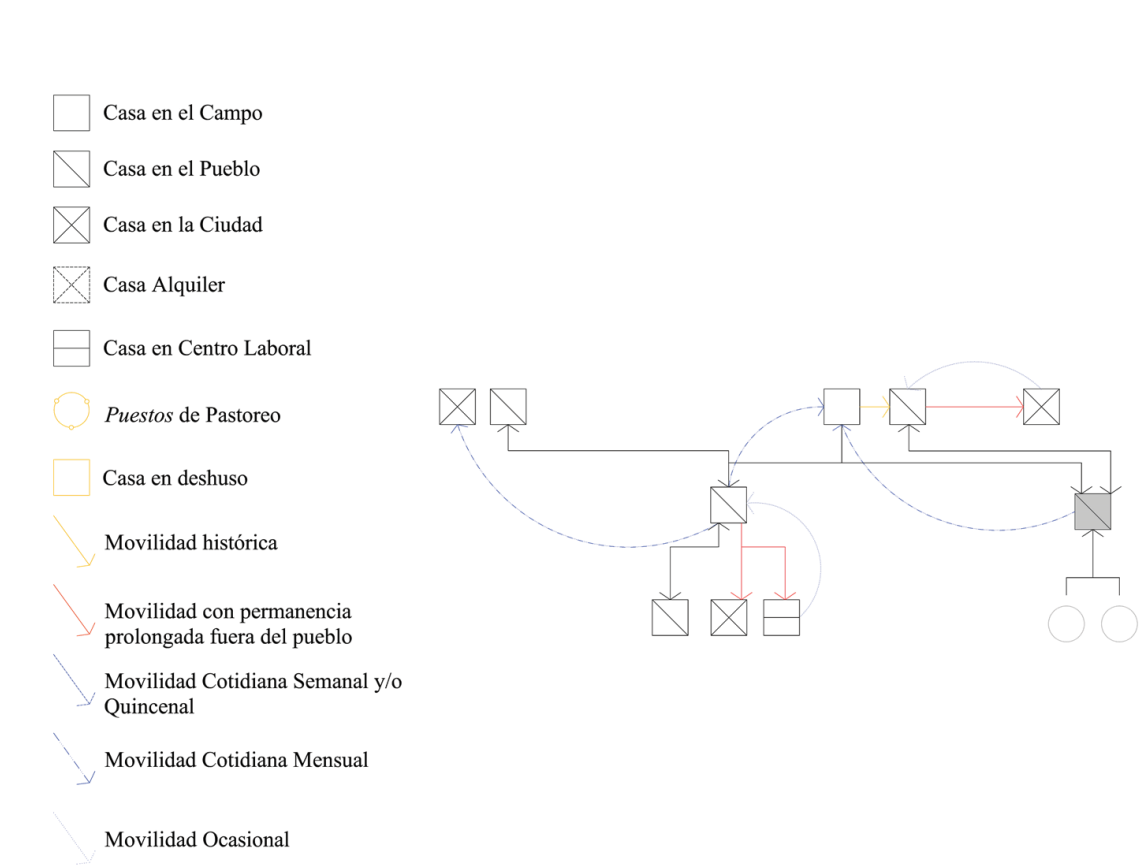 Casa en el Campo
Casa en el Pueblo
Casa en la Ciudad
Casa Alquiler
Casa en Centro Laboral
Puestos de Pastoreo
Casa en deshuso
Movilidad histórica
Movilidad con permanencia
prolongada fuera del pueblo
Movilidad Cotidiana Semanal y/o
Quincenal
Movilidad Cotidiana Mensual
Movilidad Ocasional